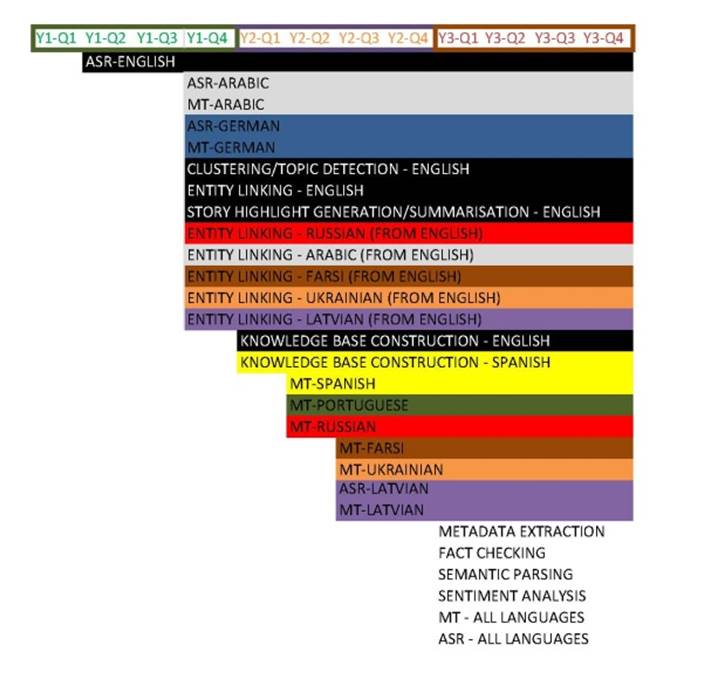 Y1-Q1 Y1-Q2 Y1-Q3 Y1-Q4 Y2-Q1 Y2-Q2 Y2-Q3 Y2-Q4 Y3-Q1 Y3-Q2 Y3-Q3 Y3-Q4
ASR-ENGLISH
ASR-ARABIC
MT-ARABIC
ASR-GERMAN
MT-GERMAN
CLUSTERING/TOPIC DETECTION - ENGLISH
ENTITY LINKING - ENGLISH
STORY HIGHLIGHT GENERATION/SUMMARISATION - ENGLISH
ENTITY LINKING - RUSSIAN (FROM ENGLISH)
ENTITY LINKING - ARABIC (FROM ENGLISH)
ENTITY LINKING - FARSI (FROM ENGLISH)
ENTITY LINKING - UKRAINIAN (FROM ENGLISH)
ENTITY LINKING - LATVIAN (FROM ENGLISH)
KNOWLEDGE BASE CONSTRUCTION - ENGLISH
KNOWLEDGE BASE CONSTRUCTION - SPANISH
MT-SPANISH
MT-PORTUGUESE
MT-RUSSIAN
MT-FARSI
MT-UKRAINIAN
ASR-LATVIAN
MT-LATVIAN
METADATA EXTRACTION
FACT CHECKING
SEMANTIC PARSING
SENTIMENT ANALYSIS
MT - ALL LANGUAGES
ASR - ALL LANGUAGES